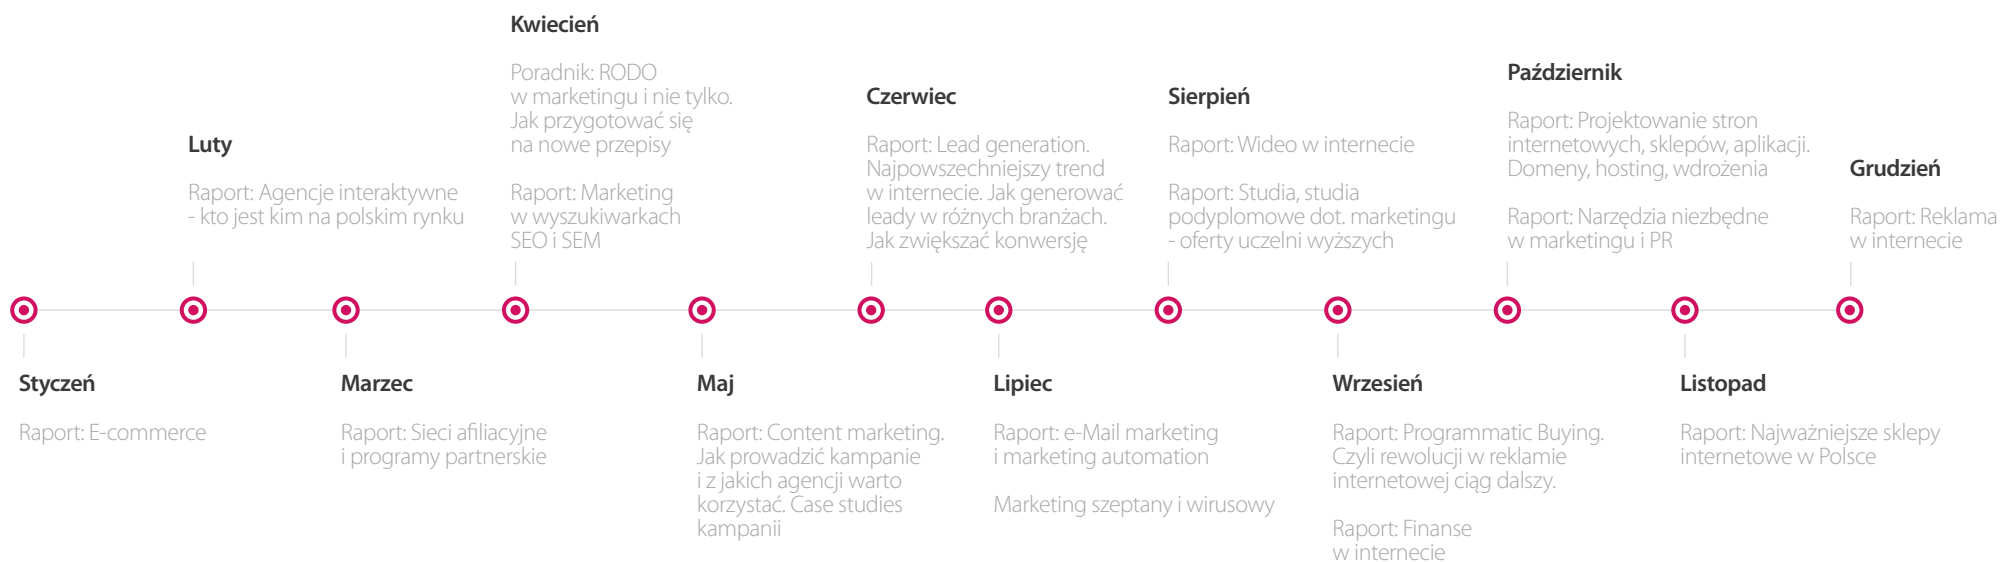 Kwiecień
Poradnik: RODO
w marketingu i nie tylko.
Jak przygotować się
na nowe przepisy
Raport: Marketing
w wyszukiwarkach
SEO i SEM
Październik
Raport: Projektowanie stron
internetowych, sklepów, aplikacji.
Domeny, hosting, wdrożenia
Raport: Narzędzia niezbędne
w marketingu i PR
Czerwiec
Raport: Lead generation.
Najpowszechniejszy trend
w internecie. Jak generować
leady w różnych branżach.
Jak zwiększać konwersję
Sierpień
Raport: Wideo w internecie
Raport: Studia, studia
podyplomowe dot. marketingu
- oferty uczelni wyższych
Luty
Raport: Agencje interaktywne
- kto jest kim na polskim rynku
Grudzień
Raport: Reklama
w internecie
Styczeń
Raport: E-commerce
Marzec
Raport: Sieci afiliacyjne
i programy partnerskie
Maj
Raport: Content marketing.
Jak prowadzić kampanie
i z jakich agencji warto
korzystać. Case studies
kampanii
Lipiec
Raport: e-Mail marketing
i marketing automation
Marketing szeptany i wirusowy
Wrzesień
Raport: Programmatic Buying.
Czyli rewolucji w reklamie
internetowej ciąg dalszy.
Raport: Finanse
w internecie
Listopad
Raport: Najważniejsze sklepy
internetowe w Polsce